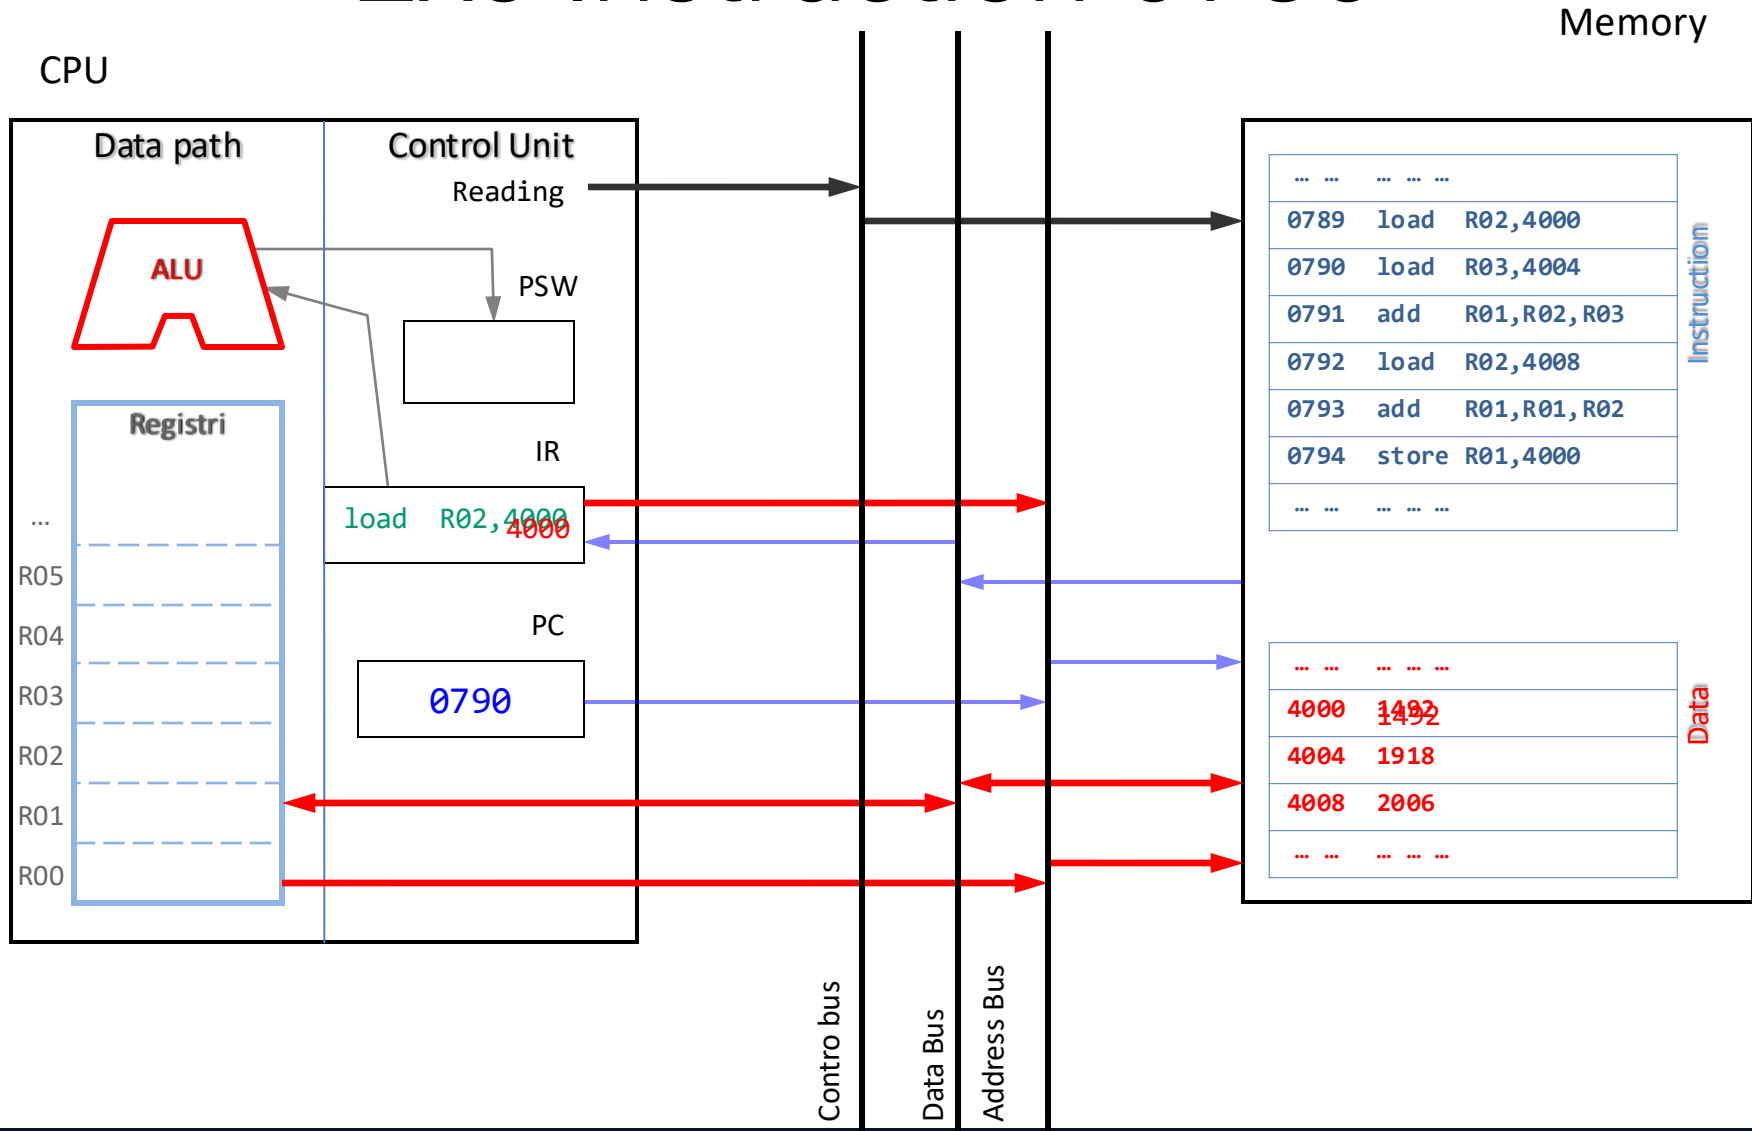 Memory
CPU
Data path
Control Unit
Reading
ALU
PSW
Registri
IR
load R02,4000
4000
PC
0790
…
R05
R04
R03
R02
R01
R00
… … … … …
0789 load R02,4000
0790 load R03,4004
0791 add R01,R02,R03
0792 load R02,4008
0793 add R01,R01,R02
0794 store R01,4000
… … … … …
Instruction
… … … … …
4000 1492
1492
4004 1918
4008 2006
… … … … …
Data
Contro bus
Data Bus
Address Bus